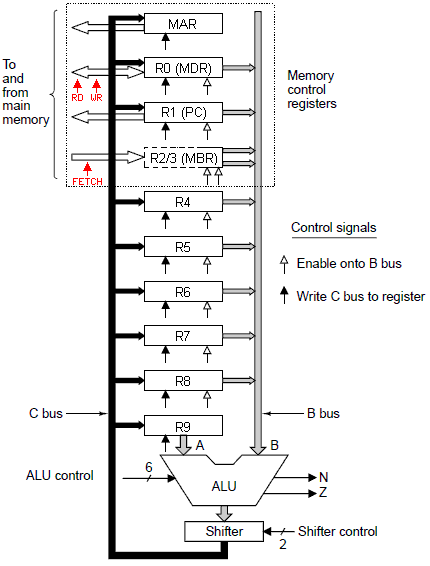 To
and
from
main
memory
MAR
R0 (MDR)
RD WR
R1 (PC)
R2/3 (MBR)
FETCH
Memory
control
registers
R4
R5
R6
R7
R8
R9
Control signals
Enable onto B bus
Write C bus to register
C bus
B bus
A
B
ALU control
6
ALU
N
Z
Shifter
2
Shifter control